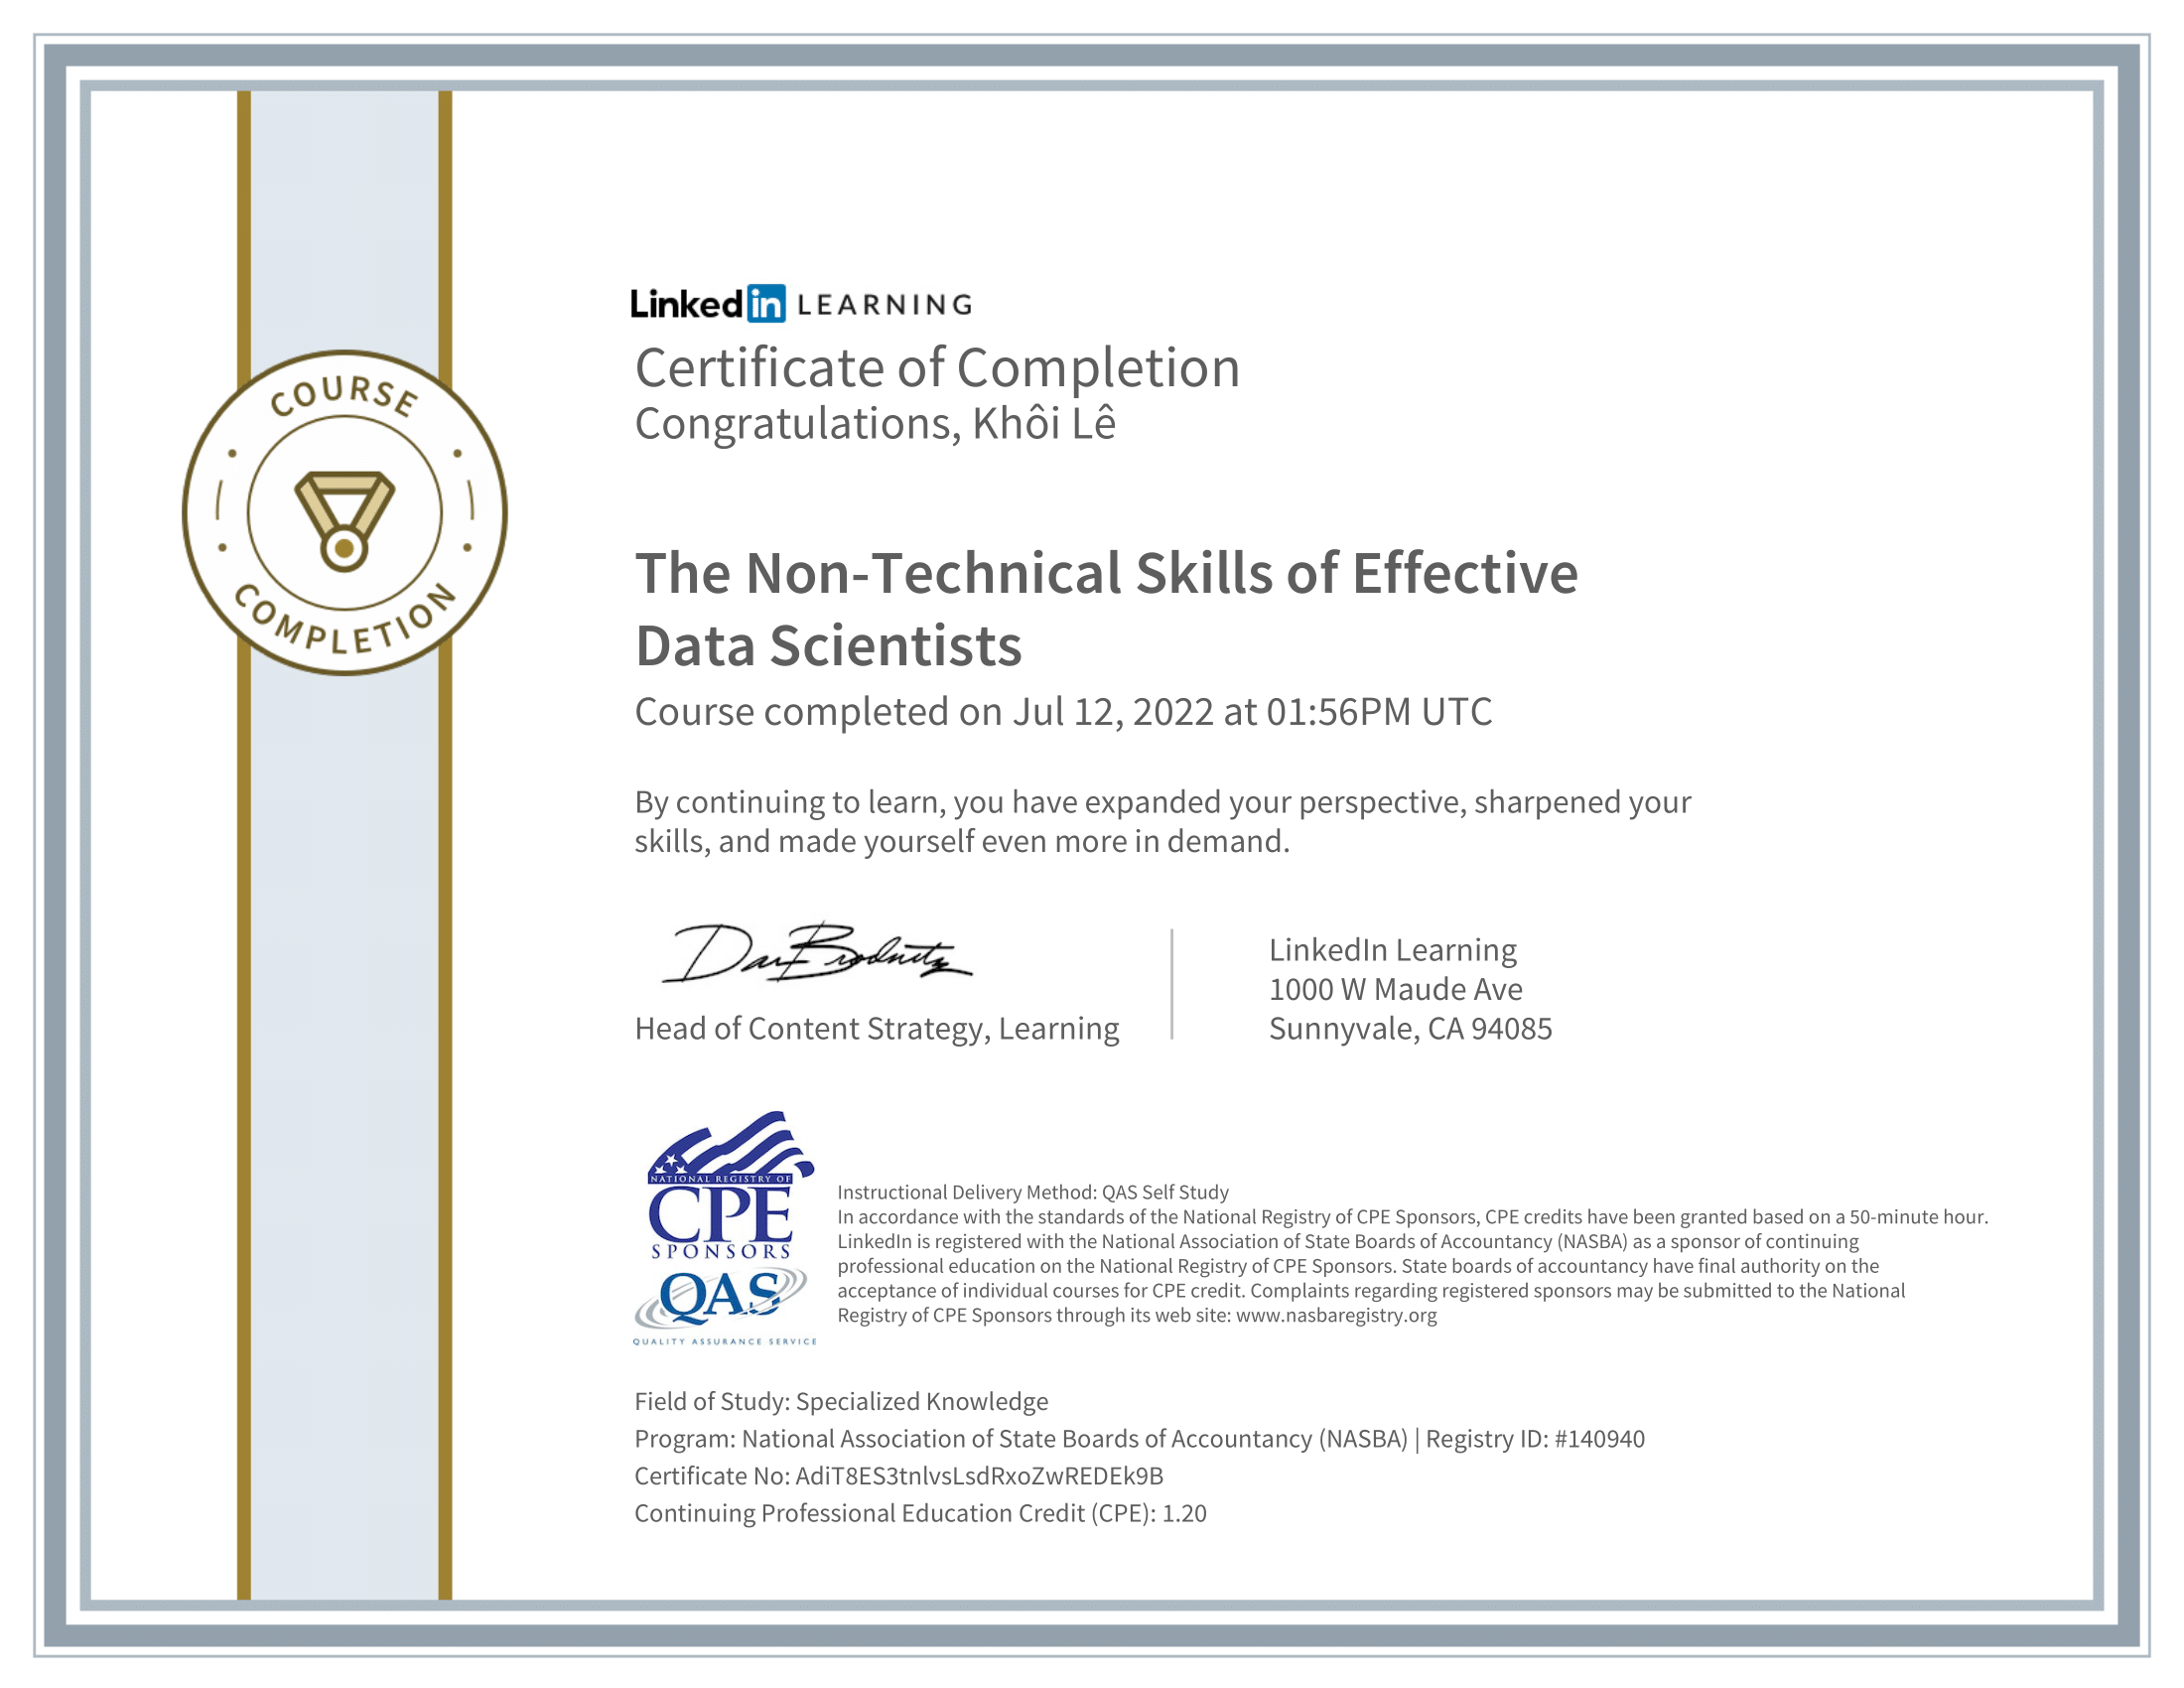 COURSE
COMPLETION
Linked in LEARNING
Certificate of Completion
Congratulations, Khôi Lê
The Non-Technical Skills of Effective
Data Scientists
Course completed on Jul 12, 2022 at 01:56PM UTC
By continuing to learn, you have expanded your perspective, sharpened your
skills, and made yourself even more in demand.
Dan Brodnitz
Head of Content Strategy, Learning
LinkedIn Learning
1000 W Maude Ave
Sunnyvale, CA 94085
NATIONAL REGISTRY OF
CPE
SPONSORS
QAS
QUALITY ASSURANCE SERVICE
Instructional Delivery Method: QAS Self Study
In accordance with the standards of the National Registry of CPE Sponsors, CPE credits have been granted based on a 50-minute hour.
LinkedIn is registered with the National Association of State Boards of Accountancy (NASBA) as a sponsor of continuing
professional education on the National Registry of CPE Sponsors. State boards of accountancy have final authority on the
acceptance of individual courses for CPE credit. Complaints regarding registered sponsors may be submitted to the National
Registry of CPE Sponsors through its web site: www.nasbaregistry.org
Field of Study: Specialized Knowledge
Program: National Association of State Boards of Accountancy (NASBA) | Registry ID: #140940
Certificate No: AdiT8ES3tnlvsLsdRxoZwREDEk9B
Continuing Professional Education Credit (CPE): 1.20